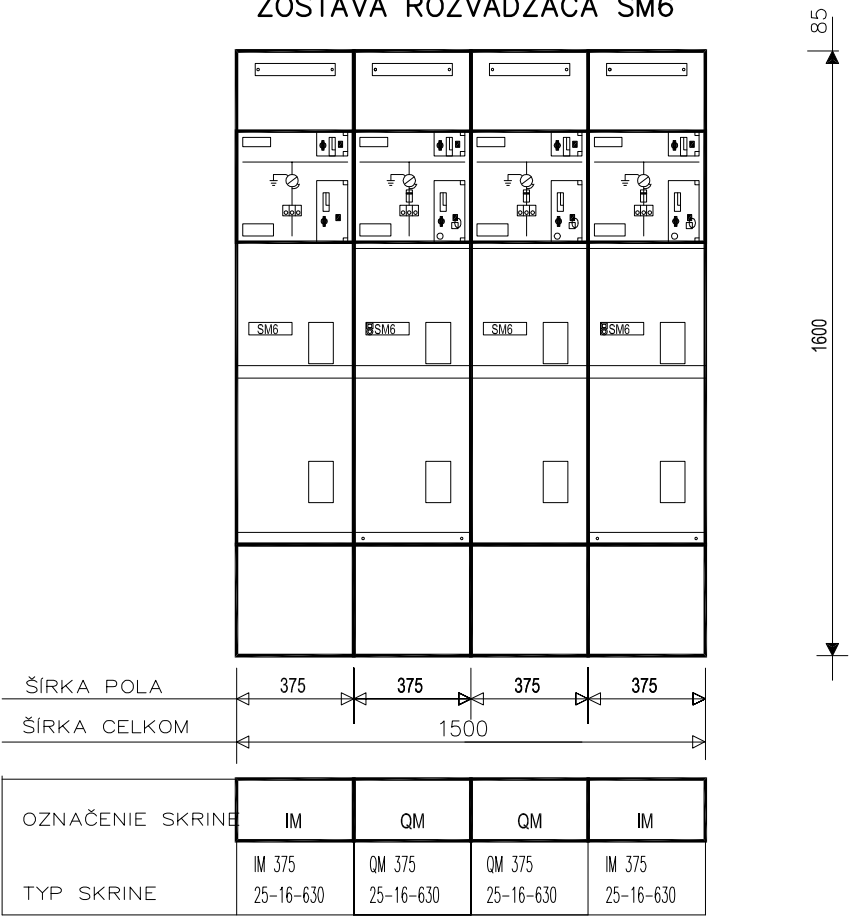 ZOSTAVA ROZVÁDZAČA SM6
85
SM6 SM6 SM6 SM6
1600
ŠÍRKA POLA 375 375 375 375
ŠÍRKA CELKOM 1500
OZNAČENIE SKRINE IM QM QM IM
IM 375 QM 375 QM 375 IM 375
TYP SKRINE 25-16-630 25-16-630 25-16-630 25-16-630